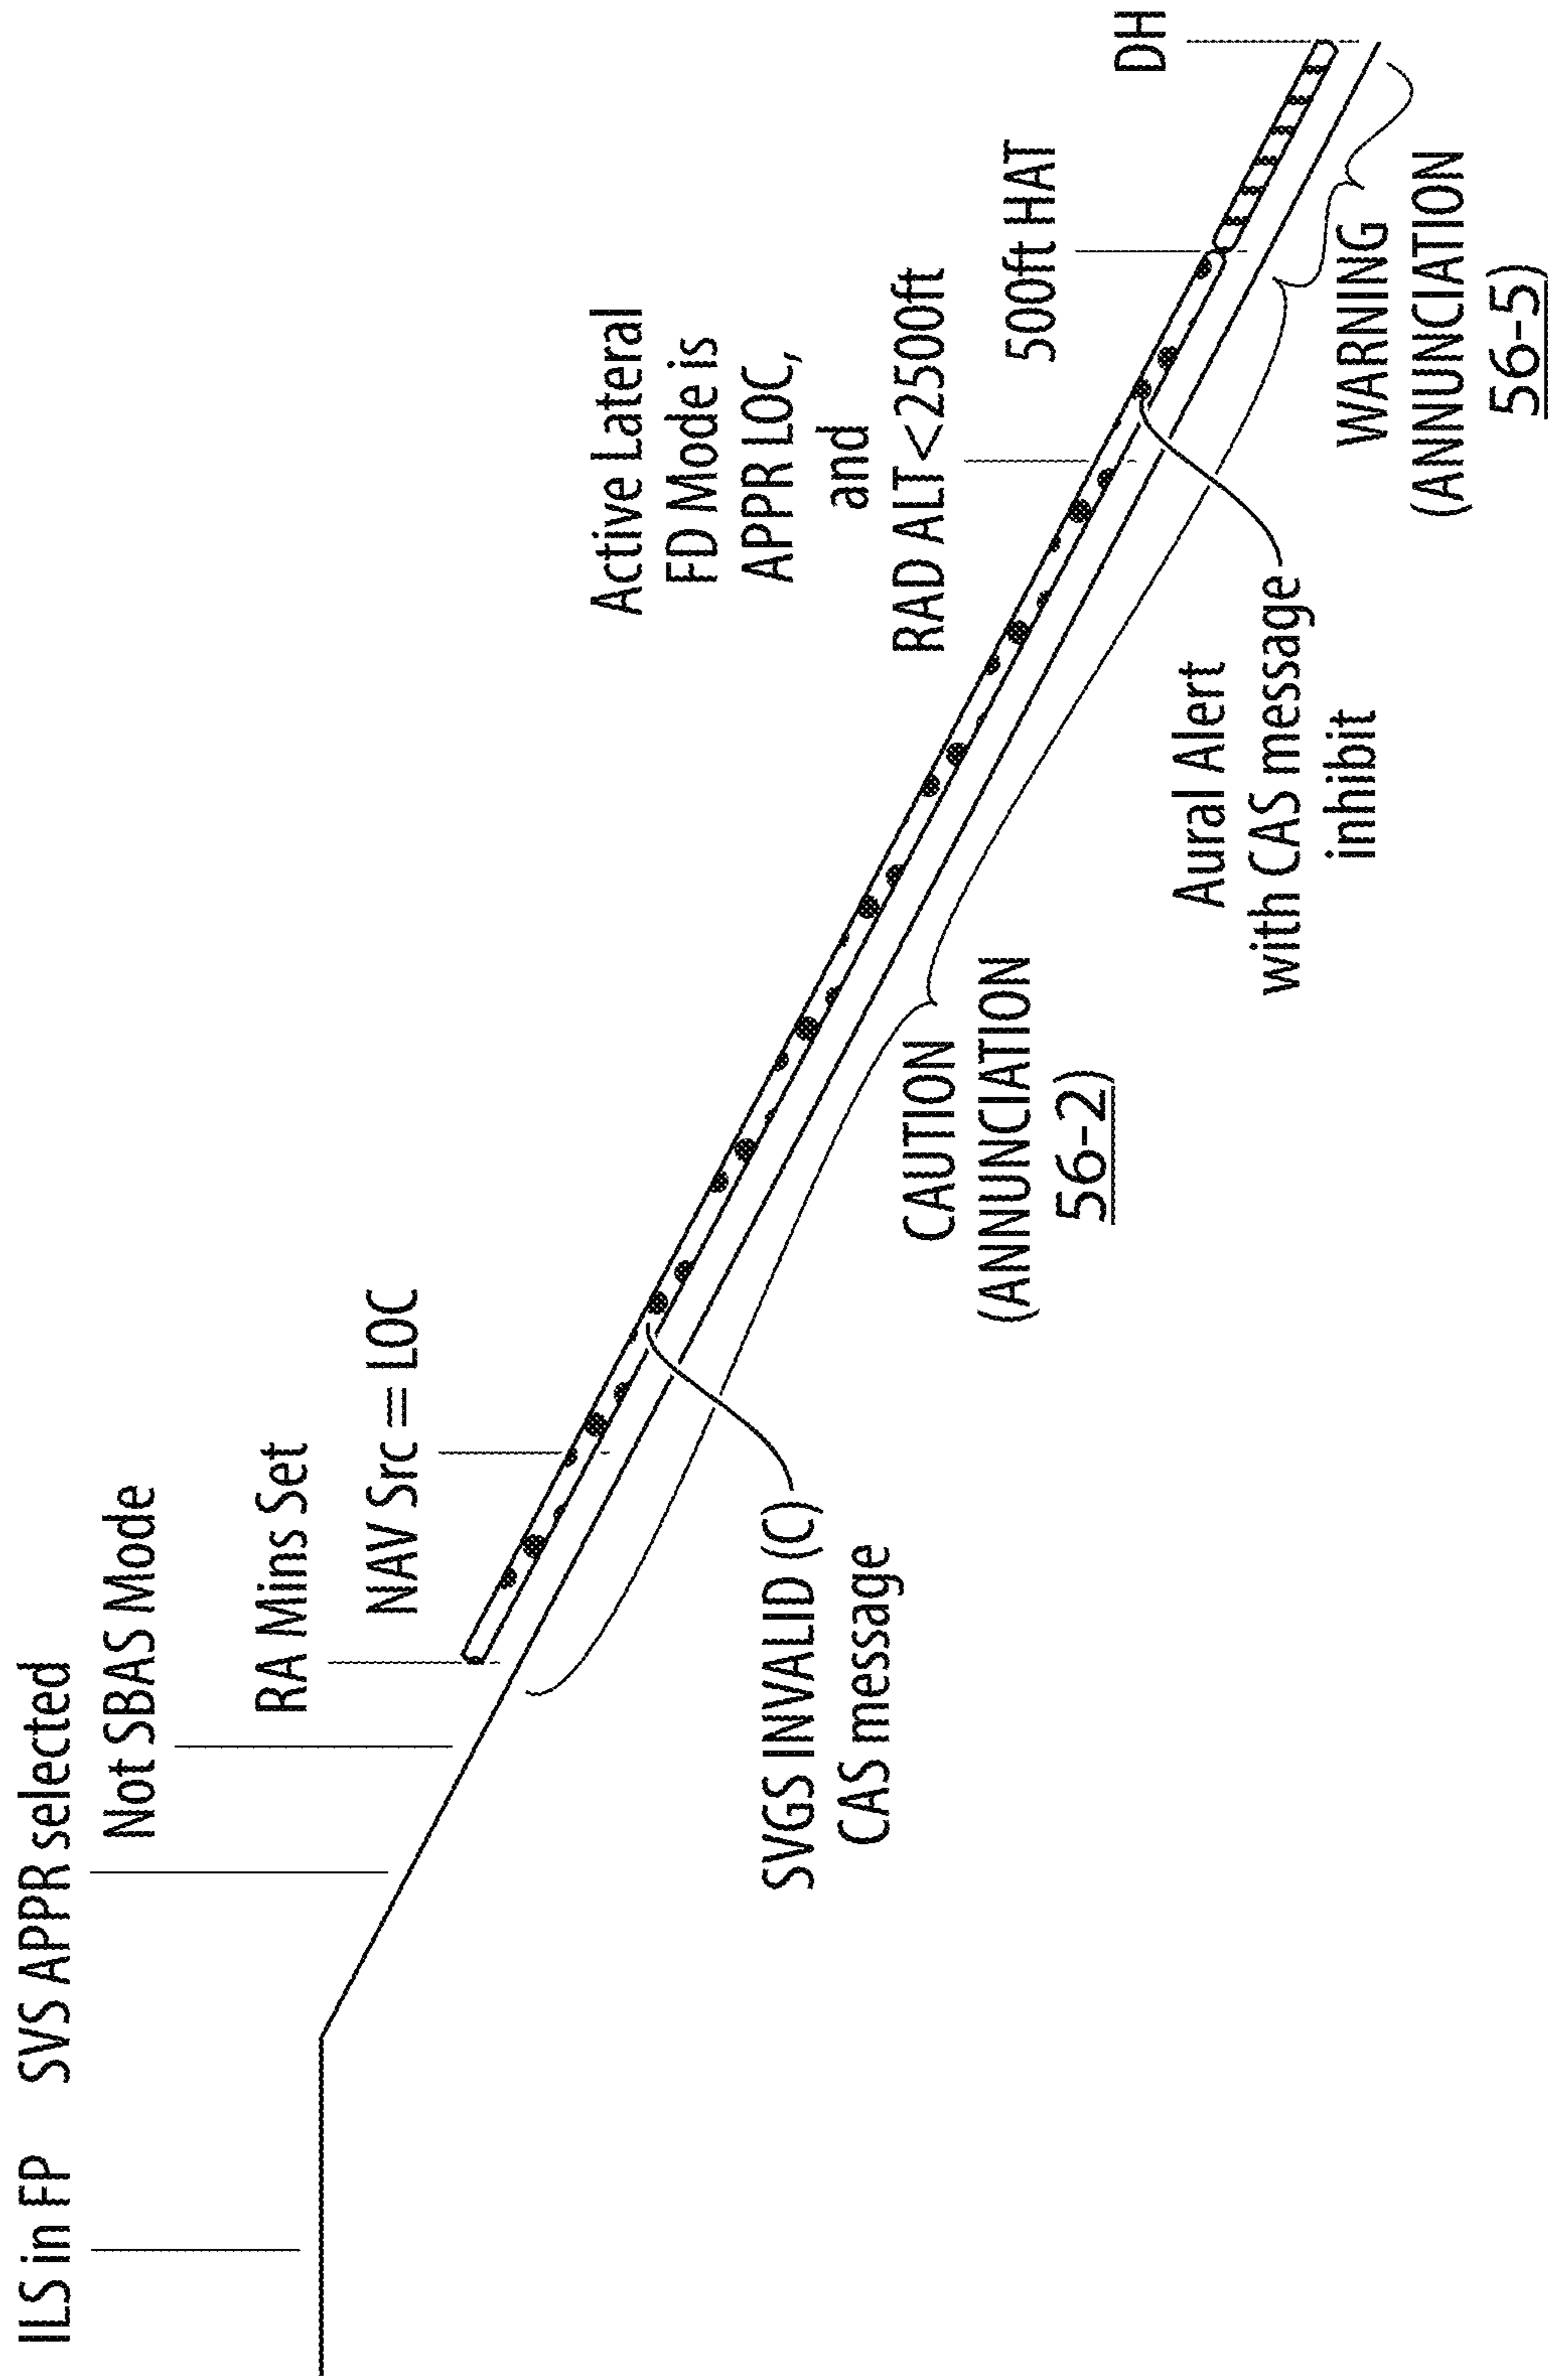 ILS in FP
SVS APPR selected
Not SBAS Mode
RA Mins Set
NAV Src = LOC
Active Lateral
FD Mode is
APPR LOC,
and
RAD ALT <2500ft
500ft HAT
DH
SVGS INVALID (C)
CAS message
CAUTION
(ANNUNCIATION
56-2)
Aural Alert
with CAS message
inhibit
WARNING
(ANNUNCIATION
56-5)